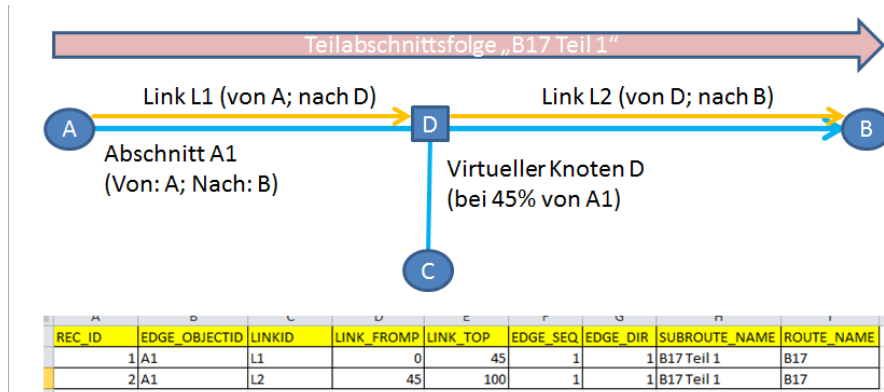 Teilabschnittsfolge „B17 Teil 1“
Link L1 (von A; nach D)
Link L2 (von D; nach B)
A
D
B
Abschnitt A1
(Von: A; Nach: B)
Virtueller Knoten D
(bei 45% von A1)
C
A B C D E F G H I
REC_ID EDGE_OBJECTID LINKID LINK_FROMP LINK_TOP EDGE_SEQ EDGE_DIR SUBROUTE_NAME ROUTE_NAME
1 A1 L1 0 45 1 1 B17 Teil 1 B17
2 A1 L2 45 100 1 1 B17 Teil 1 B17